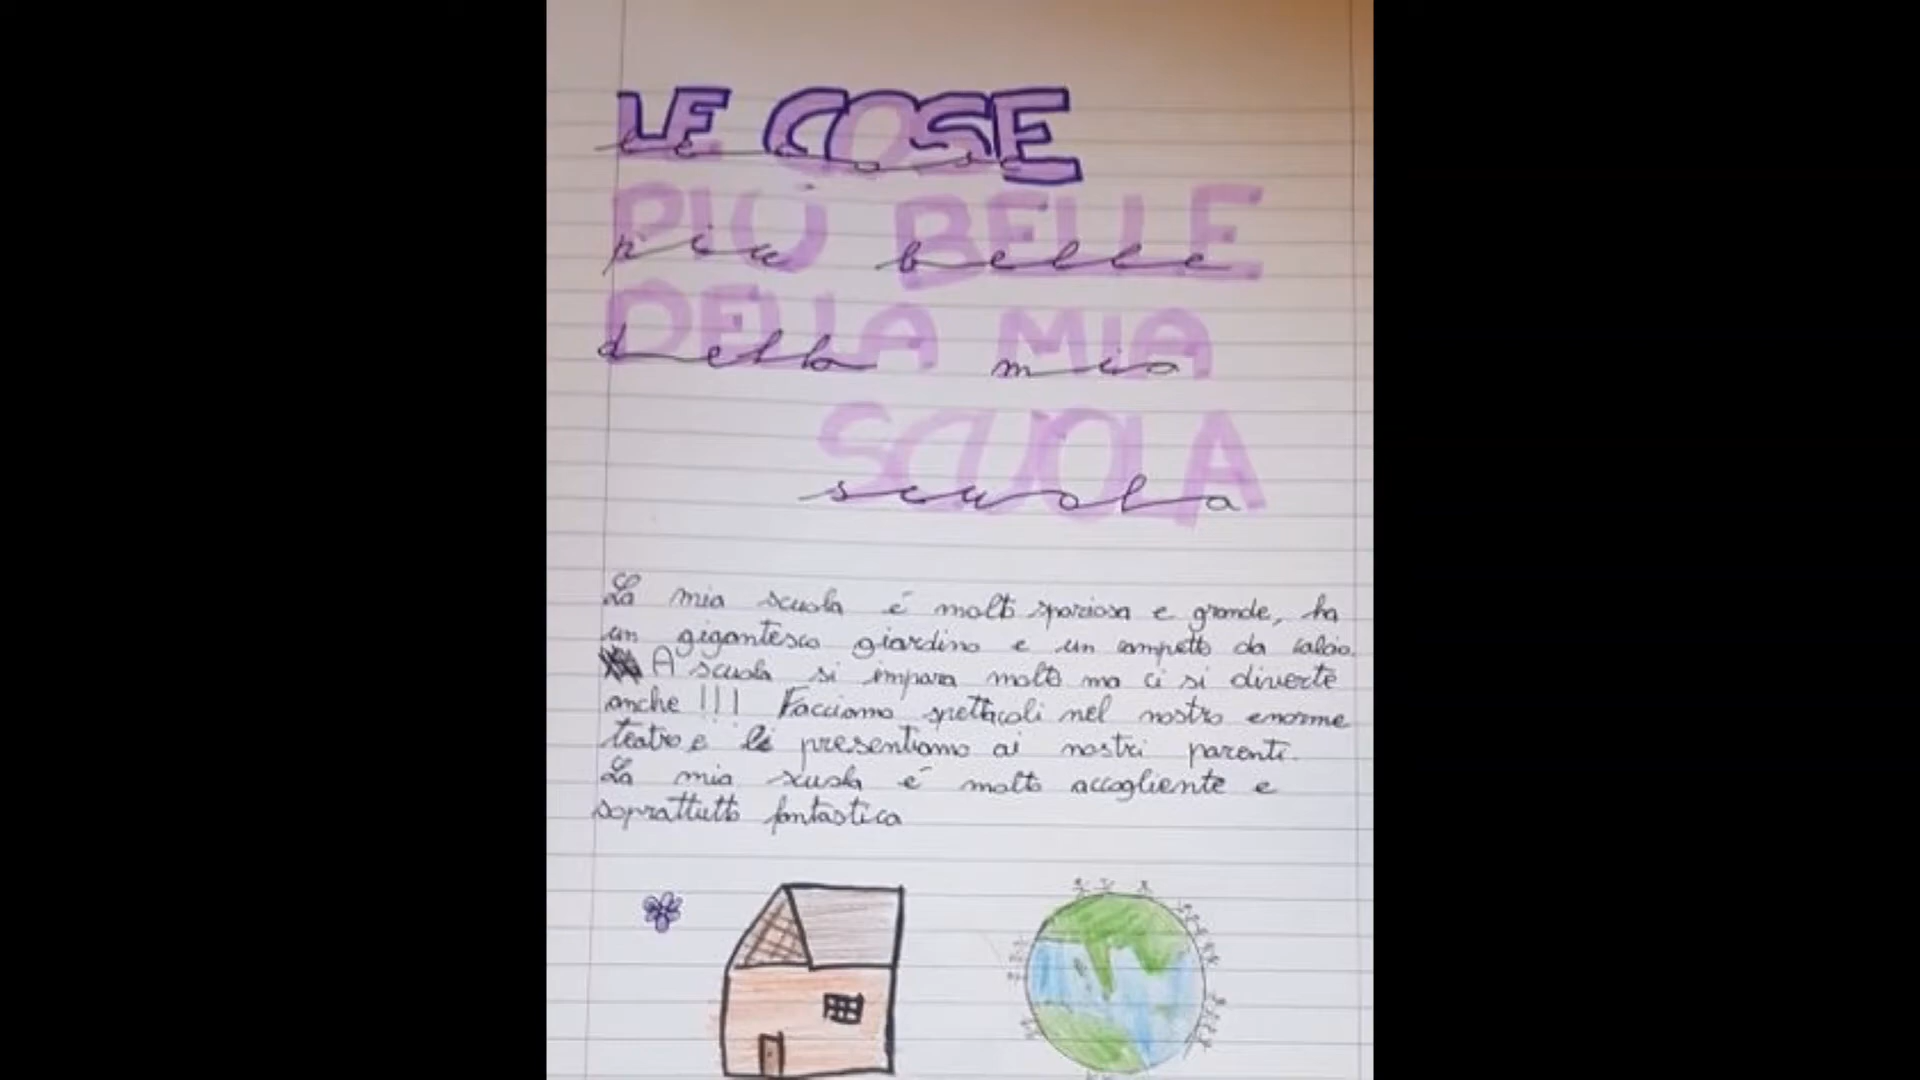 LE COSE
le cose
PIÙ BELLE
più belle
DELLA MIA
della mia
SCUOLA
scuola
La mia scuola é molto spaziosa e grande, ha
un gigantesco giardino e un campetto da calcio.
A scuola si impara molto ma ci si diverte
anche !!! Facciamo spettacoli nel nostro enorme
teatro e li presentiamo ai nostri parenti.
La mia scuola é molto accogliente e
soprattutto fantastica